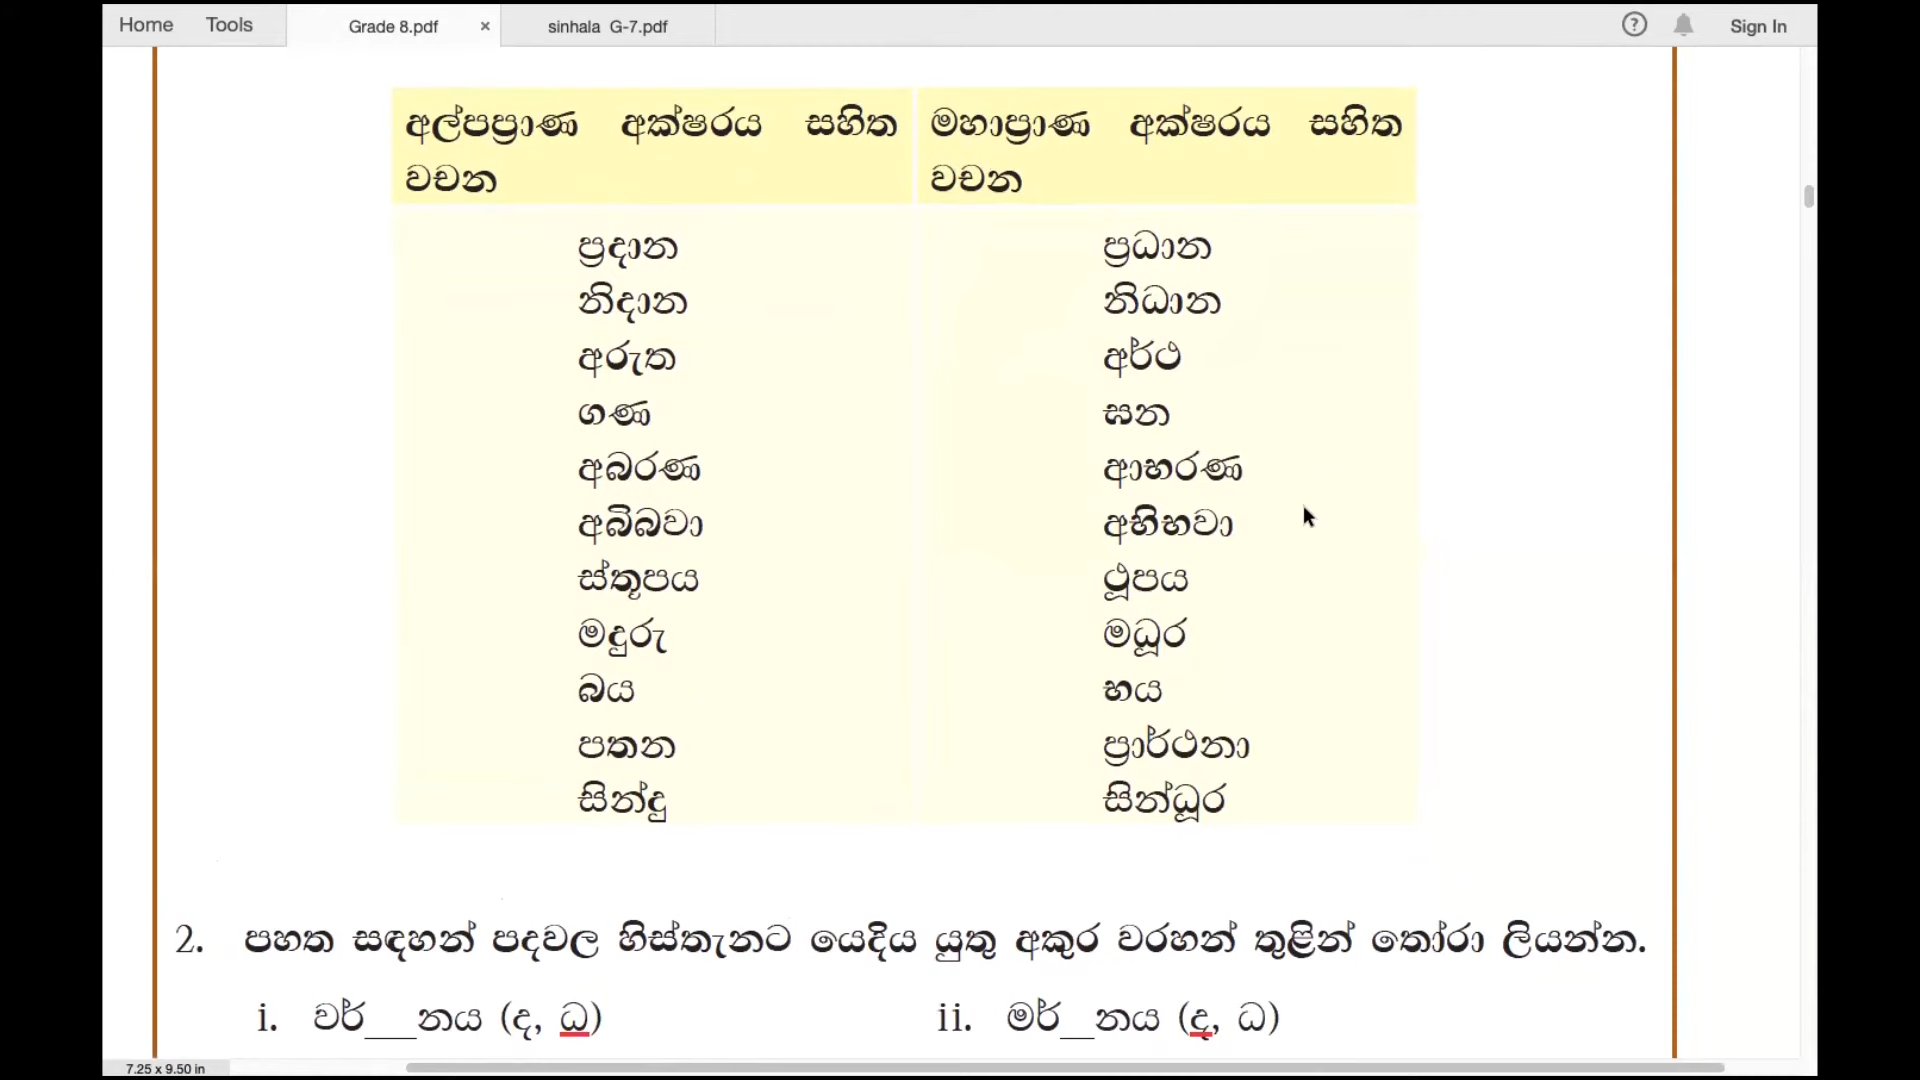 Home Tools Grade 8.pdf × sinhala G-7.pdf ? Sign In
අල්පප්‍රාණ අක්ෂරය සහිත වචන
මහාප්‍රාණ අක්ෂරය සහිත වචන
ප්‍රදාන ප්‍රධාන
නිදාන නිධාන
අරුත අර්ථ
ගණ ඝන
අබරණ ආභරණ
අබිබවා අභිභවා
ස්තූපය ථූපය
මදුරු මධූර
බය භය
පතන ප්‍රාර්ථනා
සින්දු සින්ධූර
2. පහත සඳහන් පදවල හිස්තැනට යෙදිය යුතු අකුර වරහන් තුළින් තෝරා ලියන්න.
i. වර්___නය (ද, ධ) ii. මර්__නය (ද, ධ)
7.25 x 9.50 in